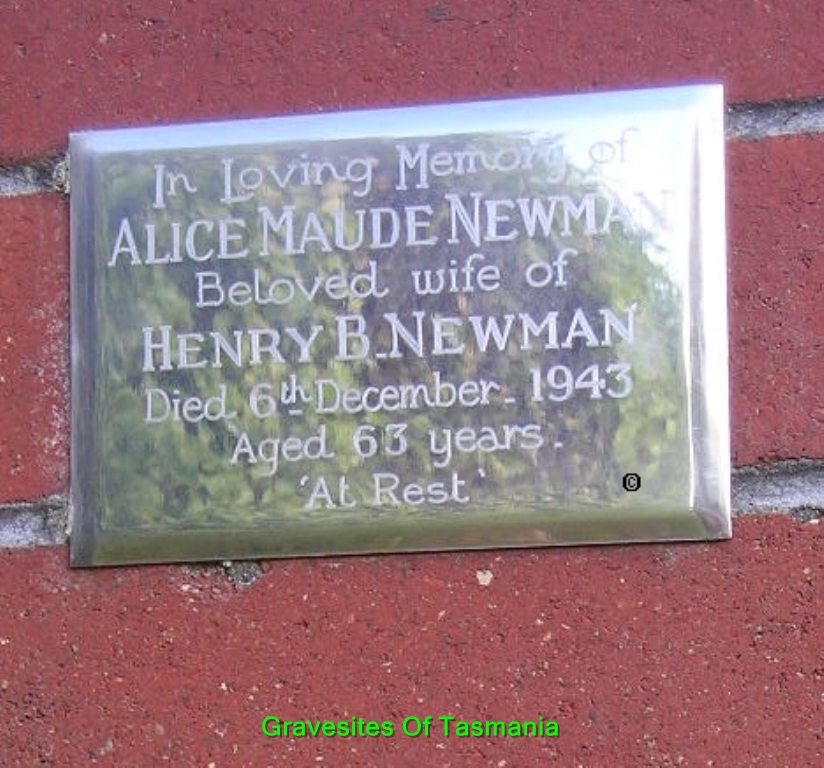 In Loving Memory of
ALICE MAUDE NEWMAN
Beloved wife of
HENRY B. NEWMAN
Died 6th December. 1943
Aged 63 years.
'At Rest'
©
Gravesites Of Tasmania